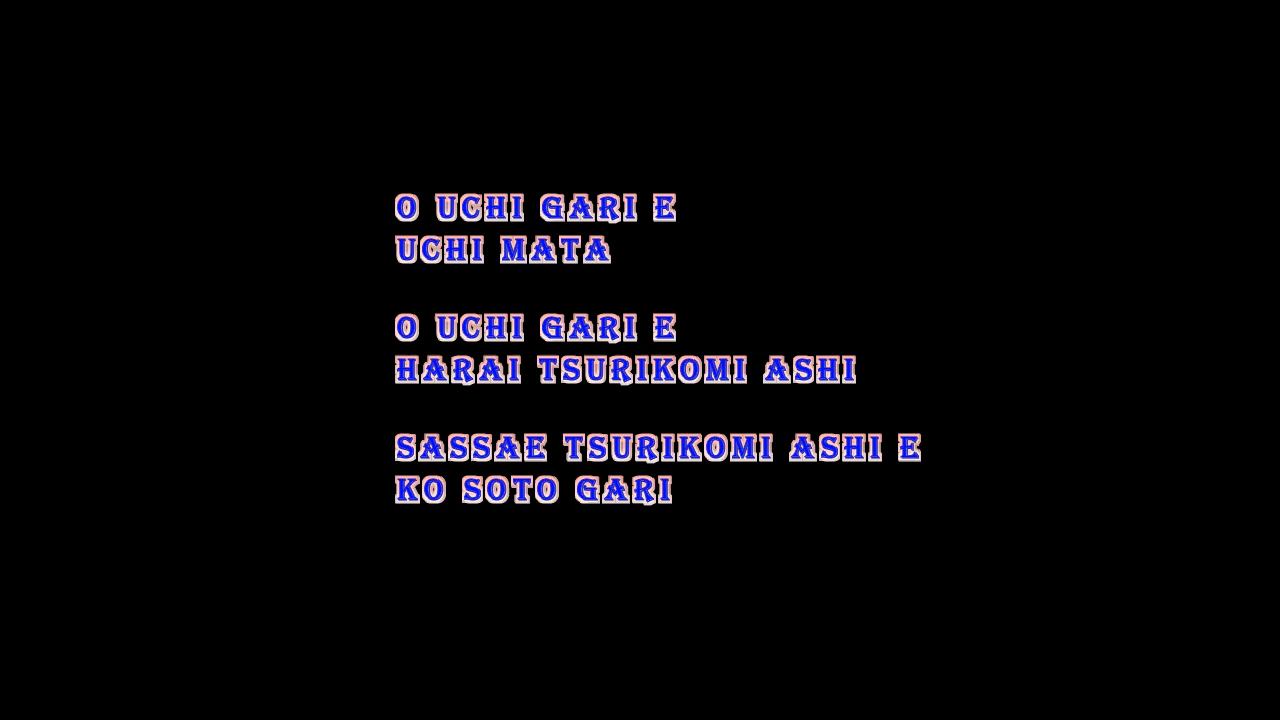 O UCHI GARI E
UCHI MATA
O UCHI GARI E
HARAI TSURIKOMI ASHI
SASSAE TSURIKOMI ASHI E
KO SOTO GARI